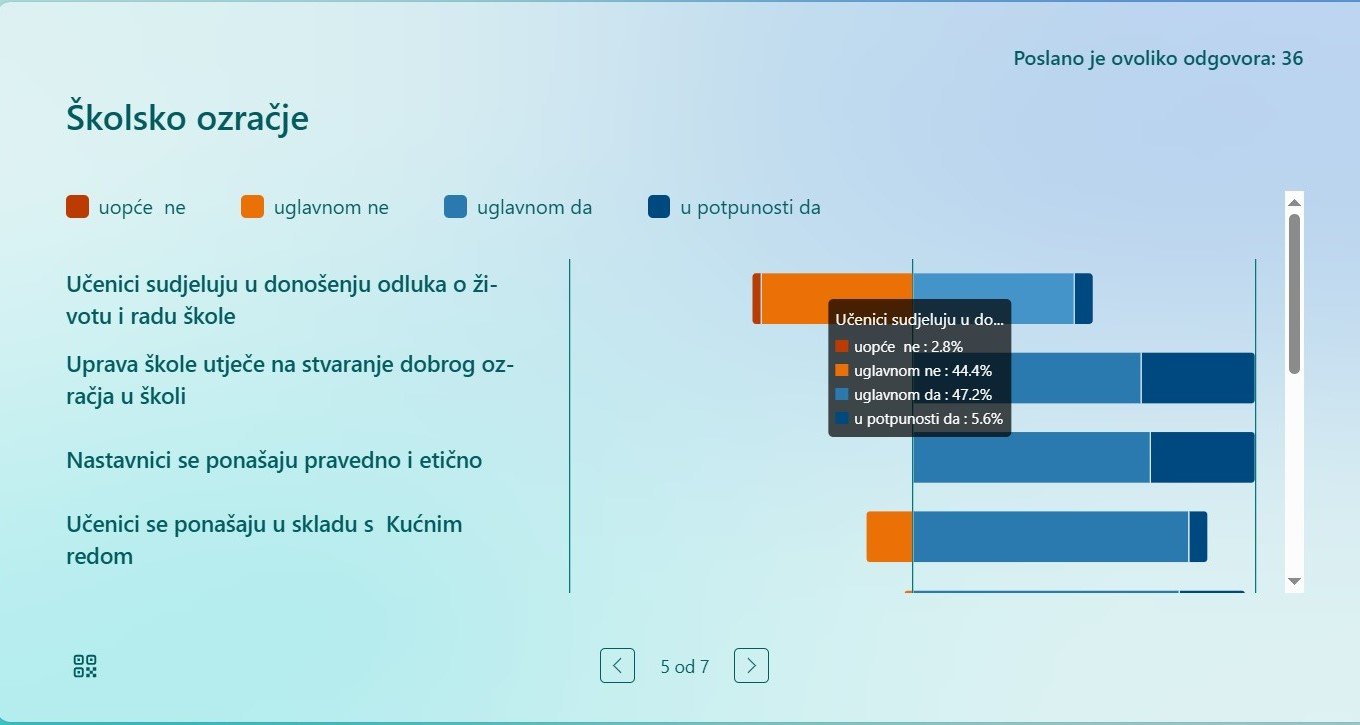 Poslano je ovoliko odgovora: 36
Školsko ozračje
uopće  ne
uglavnom ne
uglavnom da
u potpunosti da
Učenici sudjeluju u donošenju odluka o ži-
votu i radu škole
Uprava škole utječe na stvaranje dobrog oz-
račja u školi
Nastavnici se ponašaju pravedno i etično
Učenici se ponašaju u skladu s  Kućnim
redom
Učenici sudjeluju u do...
uopće  ne : 2.8%
uglavnom ne : 44.4%
uglavnom da : 47.2%
u potpunosti da : 5.6%
5 od 7